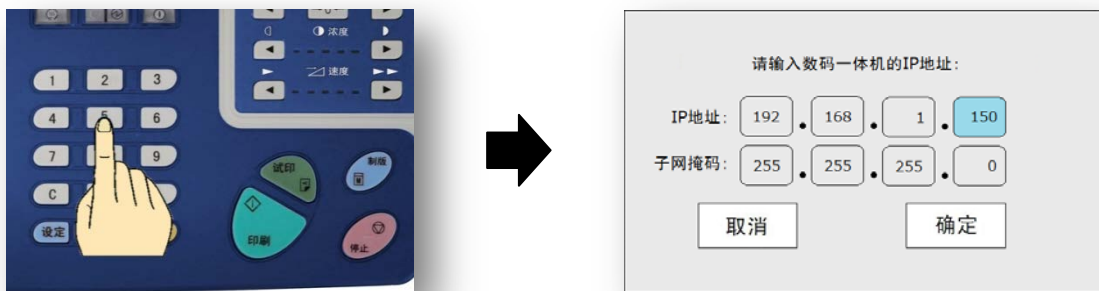 浓度
速度
1 2 3
4 5 6
7 9
C
设定
试印
制版
印刷
停止
请输入数码一体机的IP地址:
IP地址: 192 . 168 . 1 . 150
子网掩码: 255 . 255 . 255 . 0
取消 确定